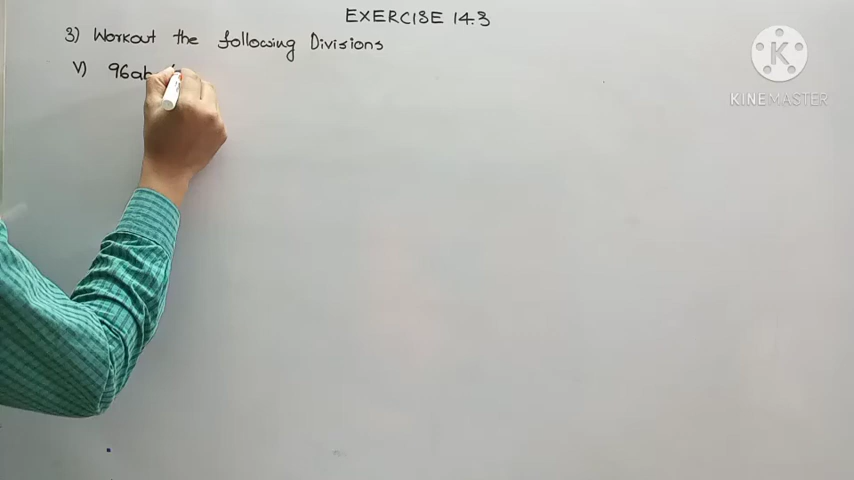 EXERCISE 14.3
3) Workout the following Divisions
V) 96ab
K
KINEMASTER